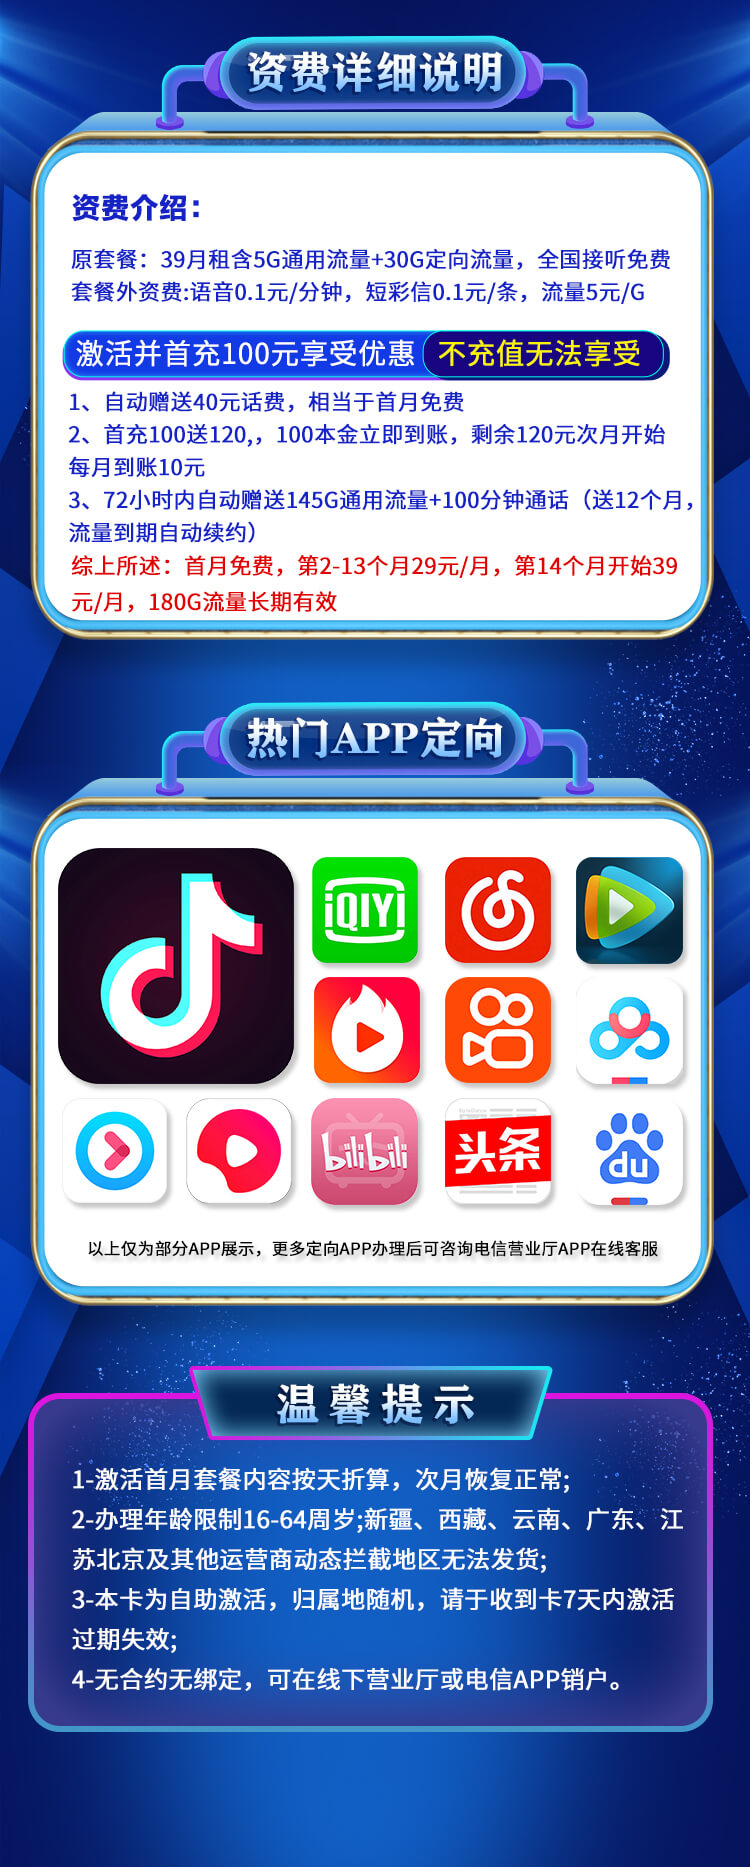 资费详细说明
资费介绍：
原套餐：39月租含5G通用流量+30G定向流量，全国接听免费
套餐外资费:语音0.1元/分钟，短彩信0.1元/条，流量5元/G
激活并首充100元享受优惠 不充值无法享受
1、自动赠送40元话费，相当于首月免费
2、首充100送120,，100本金立即到账，剩余120元次月开始
每月到账10元
3、72小时内自动赠送145G通用流量+100分钟通话（送12个月，
流量到期自动续约）
综上所述：首月免费，第2-13个月29元/月，第14个月开始39
元/月，180G流量长期有效
热门APP定向
iQIYI
bilibili
头条
du
以上仅为部分APP展示，更多定向APP办理后可咨询电信营业厅APP在线客服
温馨提示
1-激活首月套餐内容按天折算，次月恢复正常;
2-办理年龄限制16-64周岁;新疆、西藏、云南、广东、江
苏北京及其他运营商动态拦截地区无法发货;
3-本卡为自助激活，归属地随机，请于收到卡7天内激活
过期失效;
4-无合约无绑定，可在线下营业厅或电信APP销户。